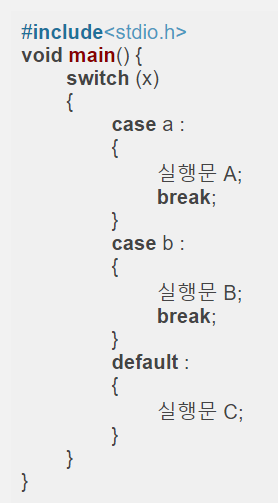 #include<stdio.h>
void main() {
switch (x)
{
case a :
{
실행문 A;
break;
}
case b :
{
실행문 B;
break;
}
default :
{
실행문 C;
}
}
}